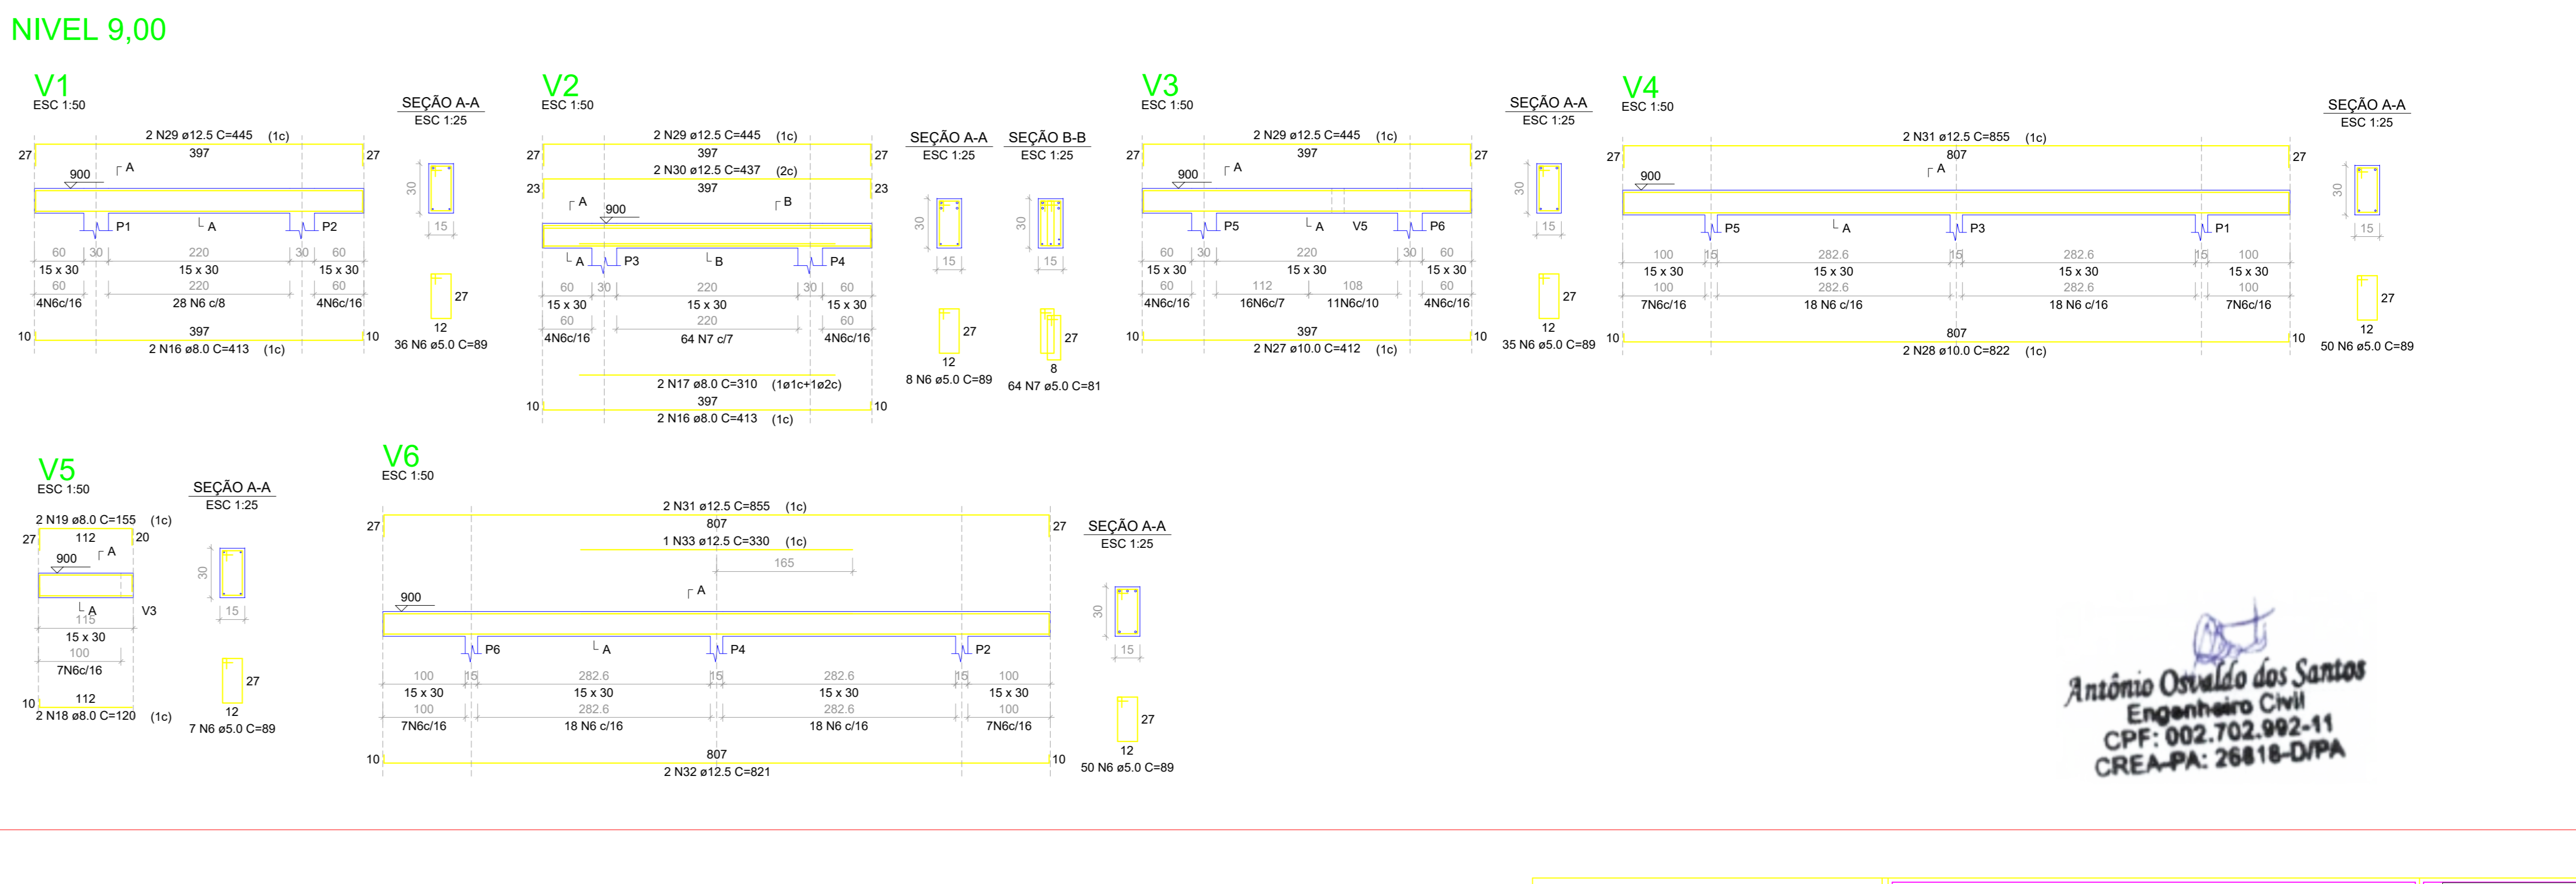 NIVEL 9,00
V1
ESC 1:50
2 N29 ø12.5 C=445 (1c)
27 397 27
A
900
P1 A P2
60 30 220 30 60
15 x 30 15 x 30 15 x 30
60 220 60
4N6c/16 28 N6 c/8 4N6c/16
397
10 10
2 N16 ø8.0 C=413 (1c)
SEÇÃO A-A
ESC 1:25
30
15
27
12
36 N6 ø5.0 C=89
V2
ESC 1:50
2 N29 ø12.5 C=445 (1c)
27 397 27
2 N30 ø12.5 C=437 (2c)
23 397 23
A B
900
A P3 B P4
60 30 220 30 60
15 x 30 15 x 30 15 x 30
60 220 60
4N6c/16 64 N7 c/7 4N6c/16
2 N17 ø8.0 C=310 (1ø1c+1ø2c)
397
10 10
2 N16 ø8.0 C=413 (1c)
SEÇÃO A-A
ESC 1:25
30
15
27
12
8 N6 ø5.0 C=89
SEÇÃO B-B
ESC 1:25
30
15
27
8
64 N7 ø5.0 C=81
V3
ESC 1:50
2 N29 ø12.5 C=445 (1c)
27 397 27
A
900
P5 A V5 P6
60 30 220 30 60
15 x 30 15 x 30 15 x 30
60 112 108 60
4N6c/16 16N6c/7 11N6c/10 4N6c/16
397
10 10
2 N27 ø10.0 C=412 (1c)
SEÇÃO A-A
ESC 1:25
30
15
27
12
35 N6 ø5.0 C=89
V4
ESC 1:50
2 N31 ø12.5 C=855 (1c)
27 807 27
A
900
P5 A P3 P1
100 15 282.6 15 282.6 15 100
15 x 30 15 x 30 15 x 30 15 x 30
100 282.6 282.6 100
7N6c/16 18 N6 c/16 18 N6 c/16 7N6c/16
807
10 10
2 N28 ø10.0 C=822 (1c)
SEÇÃO A-A
ESC 1:25
30
15
27
12
50 N6 ø5.0 C=89
V5
ESC 1:50
2 N19 ø8.0 C=155 (1c)
27 112 20
A
900
A V3
115
15 x 30
100
7N6c/16
112
10
2 N18 ø8.0 C=120 (1c)
SEÇÃO A-A
ESC 1:25
30
15
27
12
7 N6 ø5.0 C=89
V6
ESC 1:50
2 N31 ø12.5 C=855 (1c)
27 807 27
1 N33 ø12.5 C=330 (1c)
165
A
900
P6 A P4 P2
100 15 282.6 15 282.6 15 100
15 x 30 15 x 30 15 x 30 15 x 30
100 282.6 282.6 100
7N6c/16 18 N6 c/16 18 N6 c/16 7N6c/16
807
10 10
2 N32 ø12.5 C=821
SEÇÃO A-A
ESC 1:25
30
15
27
12
50 N6 ø5.0 C=89
Antônio Osvaldo dos Santos
Engenheiro Civil
CPF: 002.702.992-11
CREA-PA: 26818-D/PA